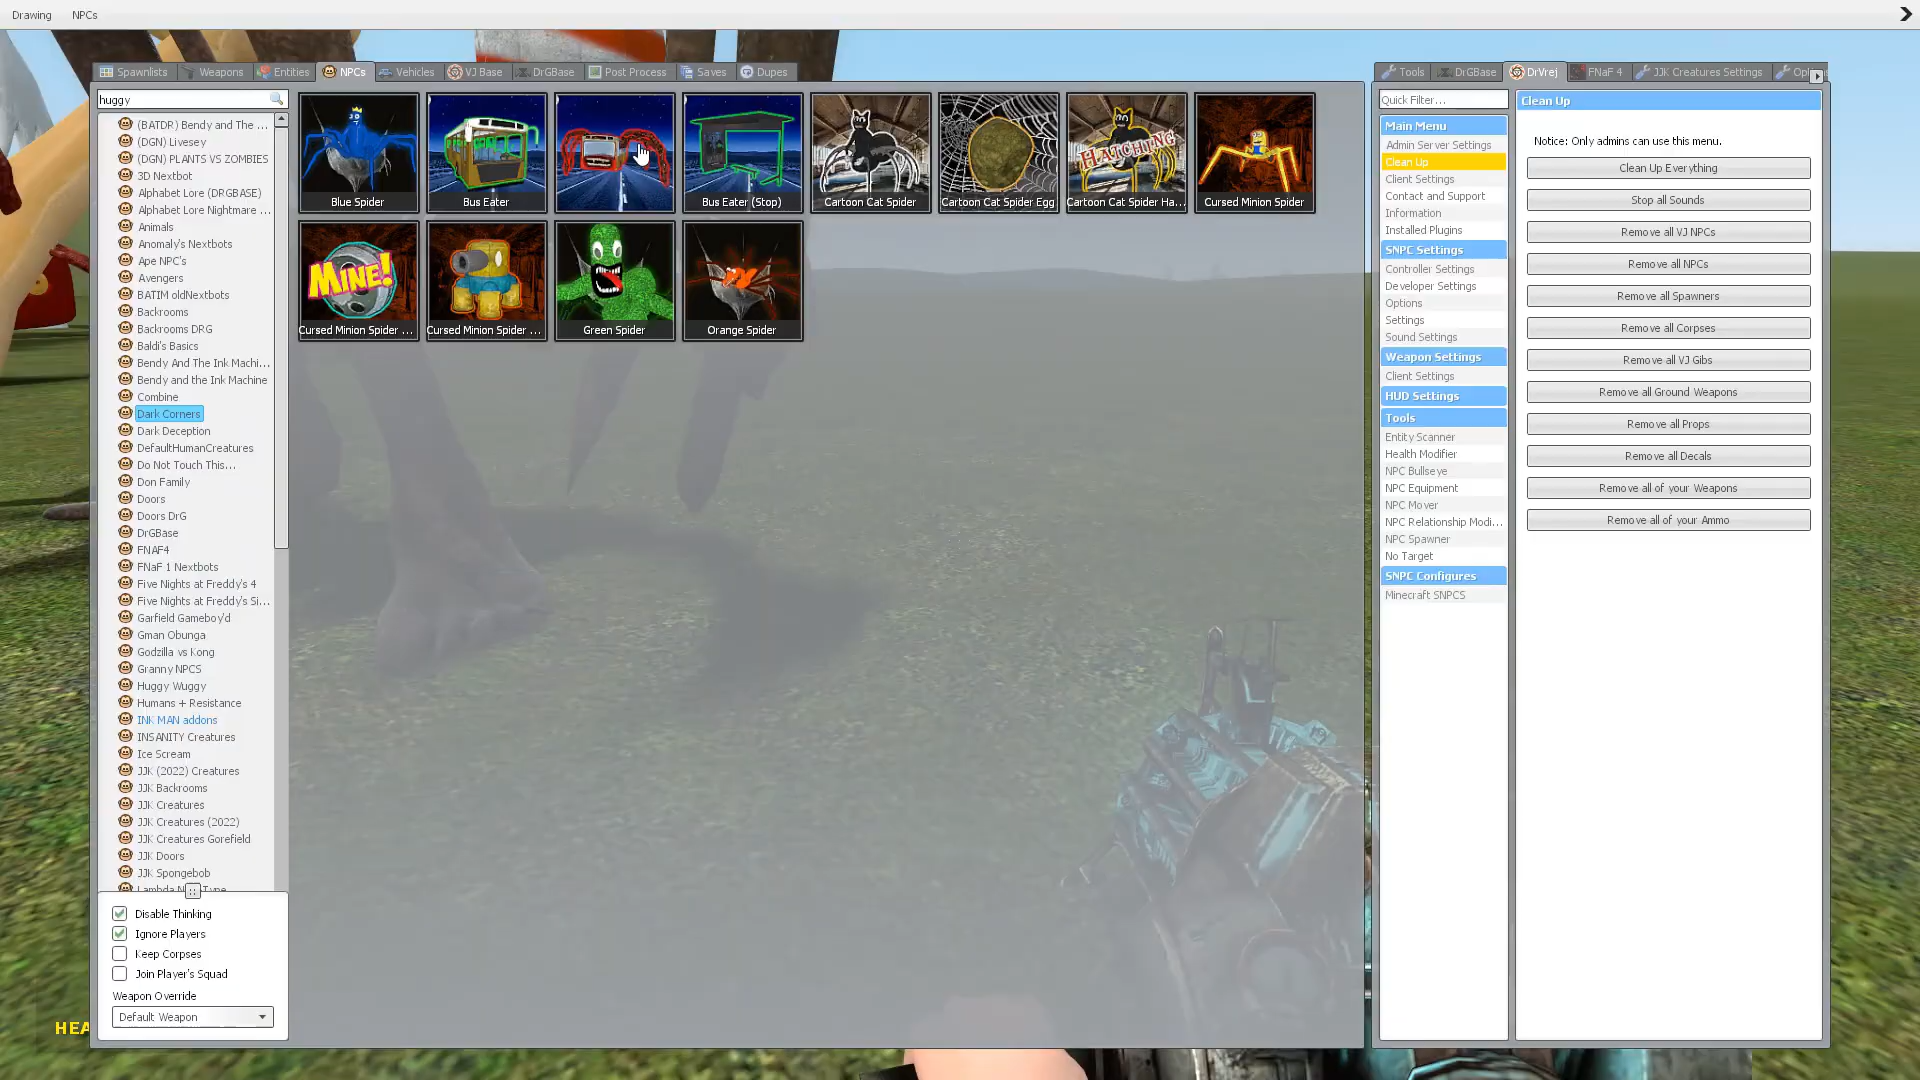 Drawing NPCs
Spawnlists Weapons Entities NPCs Vehicles VJ Base DrGBase Post Process Saves Dupes
Tools DrGBase DrVrej FNaF 4 JJK Creatures Settings
huggy
(BATDR) Bendy and The ...
(DGN) Livesey
(DGN) PLANTS VS ZOMBIES
3D Nextbot
Alphabet Lore (DRGBASE)
Alphabet Lore Nightmare ...
Animals
Anomaly's Nextbots
Ape NPC's
Avengers
BATIM oldNextbots
Backrooms
Backrooms DRG
Baldi's Basics
Bendy And The Ink Machi...
Bendy and the Ink Machine
Combine
Dark Corners
Dark Deception
DefaultHumanCreatures
Do Not Touch This...
Don Family
Doors
Doors DrG
DrGBase
FNAF4
FNaF 1 Nextbots
Five Nights at Freddy's 4
Five Nights at Freddy's Si...
Garfield Gameboy'd
Gman Obunga
Godzilla vs Kong
Granny NPCS
Huggy Wuggy
Humans + Resistance
INK MAN addons
INSANITY Creatures
Ice Scream
JJK (2022) Creatures
JJK Backrooms
JJK Creatures
JJK Creatures (2022)
JJK Creatures Gorefield
JJK Doors
JJK Spongebob
Disable Thinking
Ignore Players
Keep Corpses
Join Player's Squad
Weapon Override
Default Weapon
HEA
Blue Spider
Bus Eater
Bus Eater (Stop)
Cartoon Cat Spider
Cartoon Cat Spider Egg
HATCHING
Cartoon Cat Spider Ha...
Cursed Minion Spider
MINE!
Cursed Minion Spider ...
Cursed Minion Spider ...
Green Spider
Orange Spider
Quick Filter...
Main Menu
Admin Server Settings
Clean Up
Client Settings
Contact and Support
Information
Installed Plugins
SNPC Settings
Controller Settings
Developer Settings
Options
Settings
Sound Settings
Weapon Settings
Client Settings
HUD Settings
Tools
Entity Scanner
Health Modifier
NPC Bullseye
NPC Equipment
NPC Mover
NPC Relationship Modi...
NPC Spawner
No Target
SNPC Configures
Minecraft SNPCS
Clean Up
Notice: Only admins can use this menu.
Clean Up Everything
Stop all Sounds
Remove all VJ NPCs
Remove all NPCs
Remove all Spawners
Remove all Corpses
Remove all VJ Gibs
Remove all Ground Weapons
Remove all Props
Remove all Decals
Remove all of your Weapons
Remove all of your Ammo